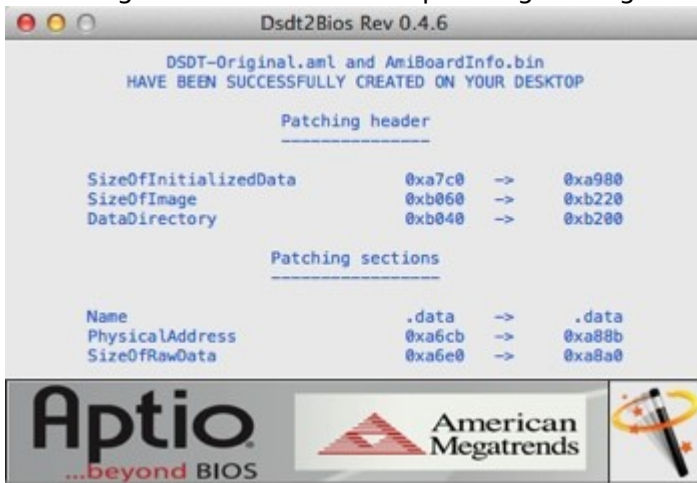 Dsdt2Bios Rev 0.4.6
DSDT-Original.aml and AmiBoardInfo.bin
HAVE BEEN SUCCESSFULLY CREATED ON YOUR DESKTOP
Patching header
----------------
SizeOfInitializedData 0xa7c0 -> 0xa980
SizeOfImage 0xb060 -> 0xb220
DataDirectory 0xb040 -> 0xb200
Patching sections
------------------
Name .data -> .data
PhysicalAddress 0xa6cb -> 0xa88b
SizeOfRawData 0xa6e0 -> 0xa8a0
Aptio
...beyond BIOS
American
Megatrends